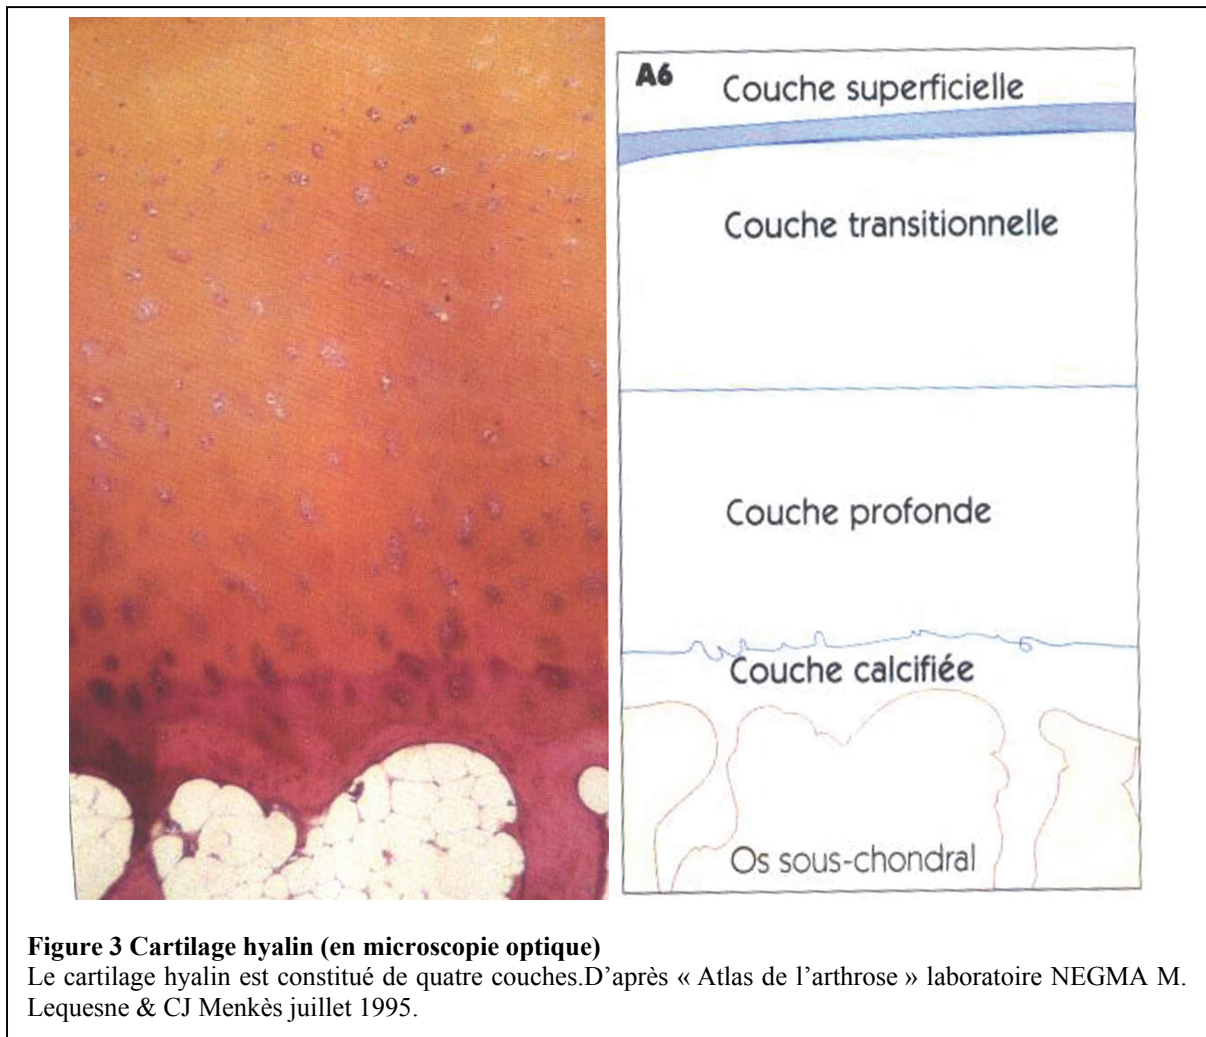 A6
Couche superficielle
Couche transitionnelle
Couche profonde
Couche calcifiée
Os sous-chondral
Figure 3 Cartilage hyalin (en microscopie optique)
Le cartilage hyalin est constitué de quatre couches.D’après « Atlas de l’arthrose » laboratoire NEGMA M.
Lequesne & CJ Menkès juillet 1995.